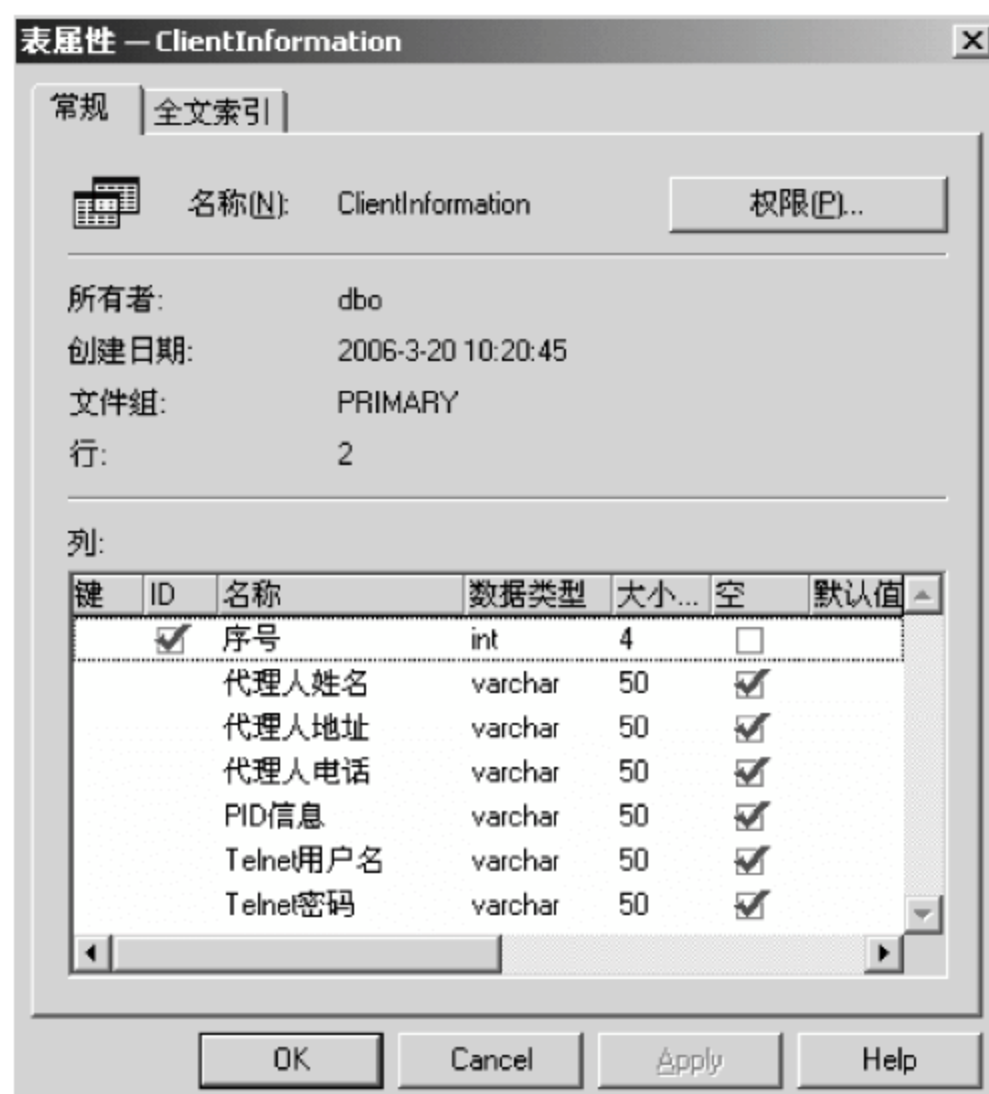 表属性 — ClientInformation
常规 全文索引
名称(N): ClientInformation 权限(P)...
所有者: dbo
创建日期: 2006-3-20 10:20:45
文件组: PRIMARY
行: 2
列:
键 ID 名称 数据类型 大小... 空 默认值
序号 int 4
代理人姓名 varchar 50
代理人地址 varchar 50
代理人电话 varchar 50
PID信息 varchar 50
Telnet用户名 varchar 50
Telnet密码 varchar 50
OK Cancel Apply Help